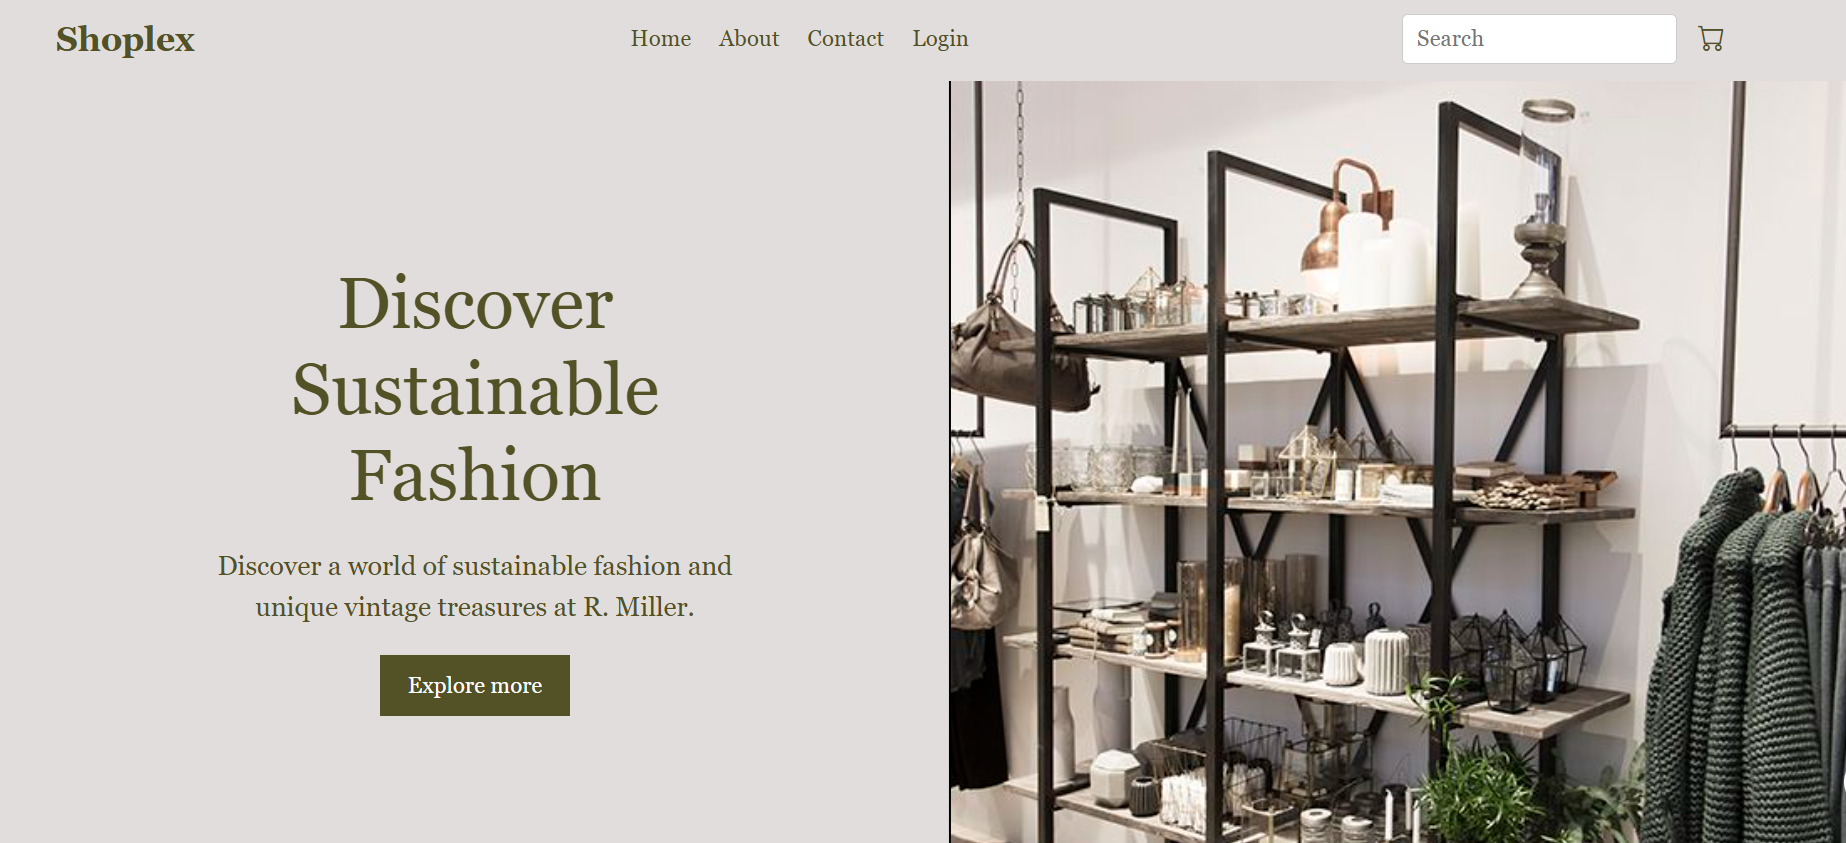 Shoplex
Home About Contact Login
Search
Discover
Sustainable
Fashion
Discover a world of sustainable fashion and
unique vintage treasures at R. Miller.
Explore more